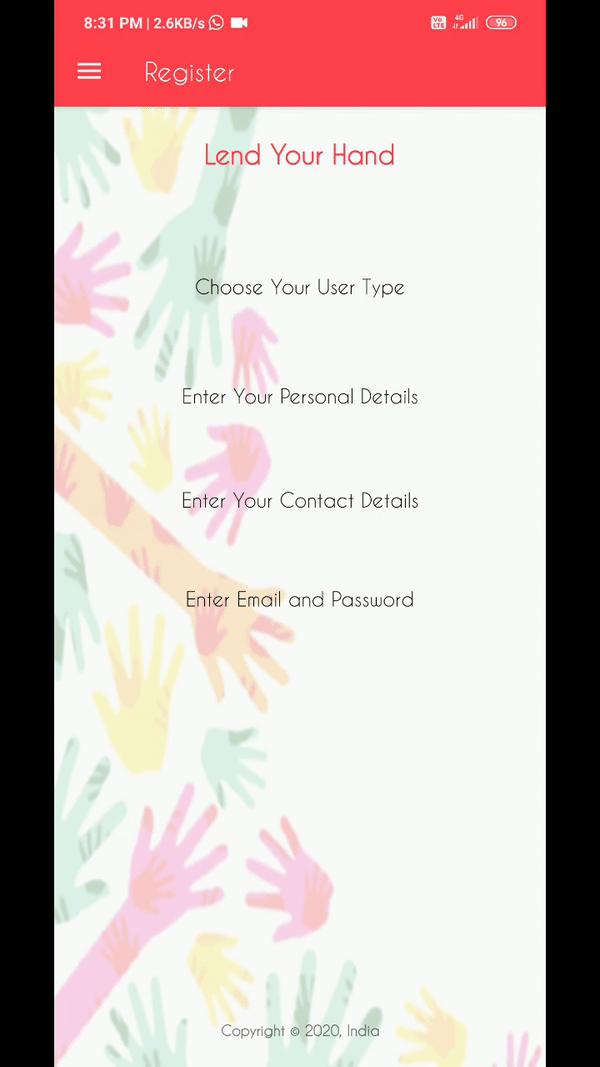 8:31 PM | 2.6KB/s
Vo LTE 4G 96
Register
Lend Your Hand
Choose Your User Type
Enter Your Personal Details
Enter Your Contact Details
Enter Email and Password
Copyright © 2020, India